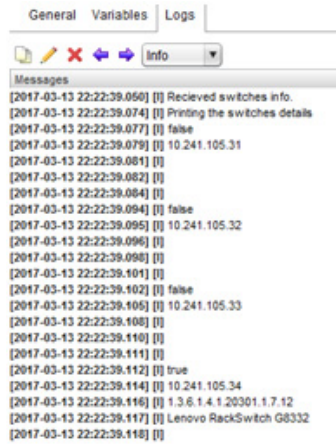 General Variables Logs
Info
Messages
[2017-03-13 22:22:39.050] [I] Recieved switches info.
[2017-03-13 22:22:39.074] [I] Printing the switches details
[2017-03-13 22:22:39.077] [I] false
[2017-03-13 22:22:39.079] [I] 10.241.105.31
[2017-03-13 22:22:39.081] [I]
[2017-03-13 22:22:39.082] [I]
[2017-03-13 22:22:39.084] [I]
[2017-03-13 22:22:39.094] [I] false
[2017-03-13 22:22:39.095] [I] 10.241.105.32
[2017-03-13 22:22:39.096] [I]
[2017-03-13 22:22:39.098] [I]
[2017-03-13 22:22:39.101] [I]
[2017-03-13 22:22:39.102] [I] false
[2017-03-13 22:22:39.105] [I] 10.241.105.33
[2017-03-13 22:22:39.108] [I]
[2017-03-13 22:22:39.110] [I]
[2017-03-13 22:22:39.111] [I]
[2017-03-13 22:22:39.112] [I] true
[2017-03-13 22:22:39.114] [I] 10.241.105.34
[2017-03-13 22:22:39.116] [I] 1.3.6.1.4.1.20301.1.7.12
[2017-03-13 22:22:39.117] [I] Lenovo RackSwitch G8332
[2017-03-13 22:22:39.118] [I]